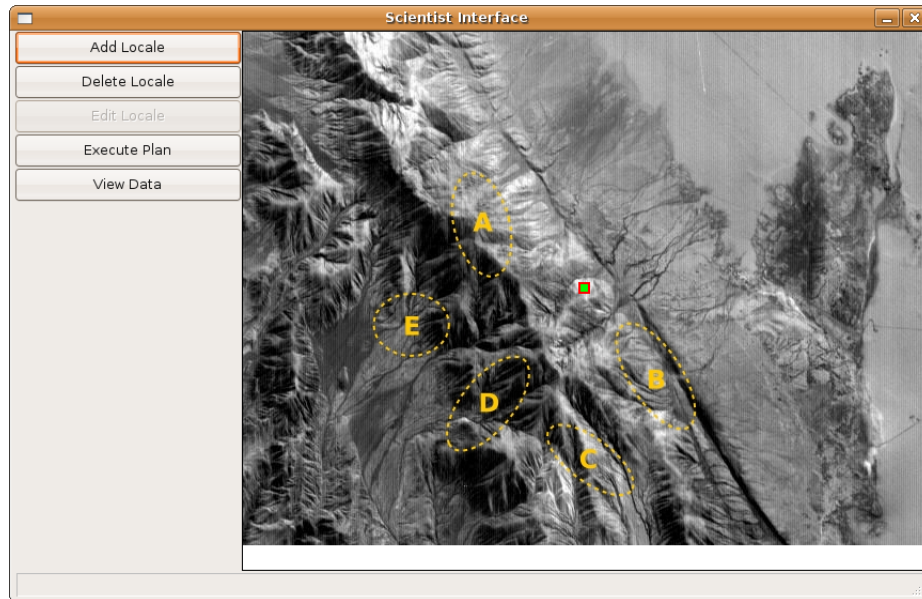 Scientist Interface
Add Locale
Delete Locale
Edit Locale
Execute Plan
View Data
A
E
B
D
C